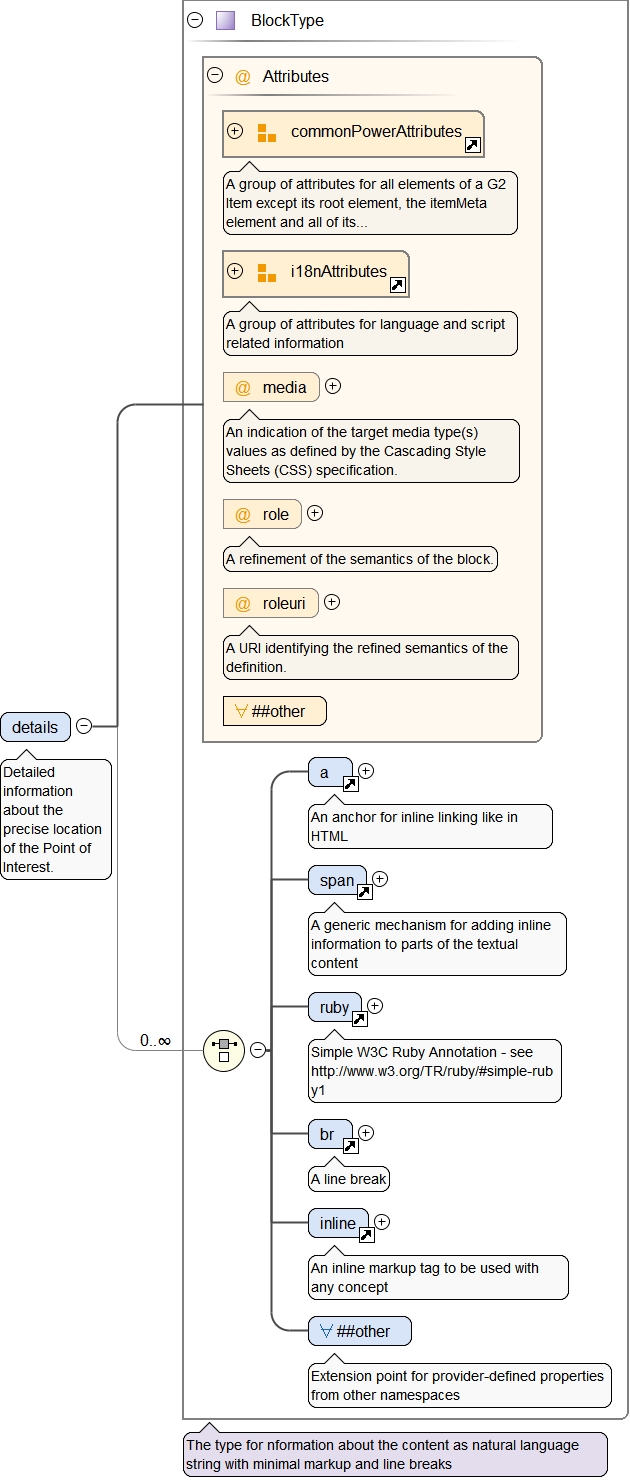 BlockType
@ Attributes
commonPowerAttributes
A group of attributes for all elements of a G2
Item except its root element, the itemMeta
element and all of its...
i18nAttributes
A group of attributes for language and script
related information
@ media
An indication of the target media type(s)
values as defined by the Cascading Style
Sheets (CSS) specification.
@ role
A refinement of the semantics of the block.
@ roleuri
A URI identifying the refined semantics of the
definition.
##other
details
Detailed
information
about the
precise location
of the Point of
Interest.
0..∞
a
An anchor for inline linking like in
HTML
span
A generic mechanism for adding inline
information to parts of the textual
content
ruby
Simple W3C Ruby Annotation - see
http://www.w3.org/TR/ruby/#simple-rub
y1
br
A line break
inline
An inline markup tag to be used with
any concept
##other
Extension point for provider-defined properties
from other namespaces
The type for nformation about the content as natural language
string with minimal markup and line breaks